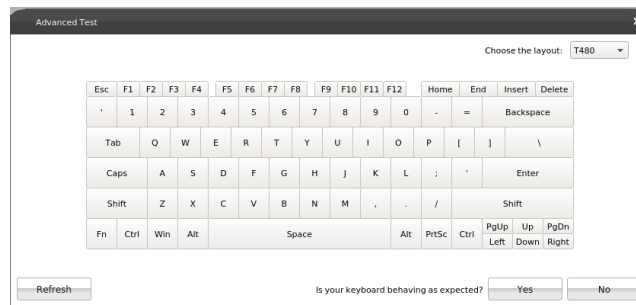 Advanced Test
Choose the layout: T480
Esc F1 F2 F3 F4 F5 F6 F7 F8 F9 F10 F11 F12 Home End Insert Delete
' 1 2 3 4 5 6 7 8 9 0 - = Backspace
Tab Q W E R T Y U I O P [ ] \
Caps A S D F G H J K L ; ' Enter
Shift Z X C V B N M , . / Shift
Fn Ctrl Win Alt Space Alt PrtSc Ctrl PgUp Up PgDn
Left Down Right
Refresh Is your keyboard behaving as expected? Yes No